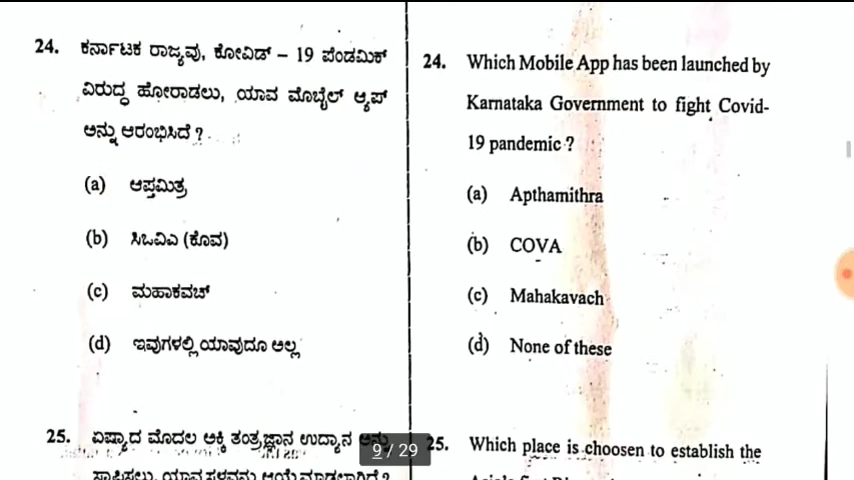 24. ಕರ್ನಾಟಕ ರಾಜ್ಯವು, ಕೋವಿಡ್ – 19 ಪೆಂಡಮಿಕ್
ವಿರುದ್ಧ ಹೋರಾಡಲು, ಯಾವ ಮೊಬೈಲ್ ಆ್ಯಪ್
ಅನ್ನು ಆರಂಭಿಸಿದೆ ?
(a) ಆಪ್ತಮಿತ್ರ
(b) ಸಿಒವಿಎ (ಕೊವ)
(c) ಮಹಾಕವಚ್
(d) ಇವುಗಳಲ್ಲಿ ಯಾವುದೂ ಅಲ್ಲ
25. ಏಷ್ಯಾದ ಮೊದಲ ಅಕ್ಕಿ ತಂತ್ರಜ್ಞಾನ ಉದ್ಯಾನ ಅನ್ನು
24. Which Mobile App has been launched by
Karnataka Government to fight Covid-
19 pandemic ?
(a) Apthamithra
(b) COVA
(c) Mahakavach
(d) None of these
25. Which place is choosen to establish the
9 / 29